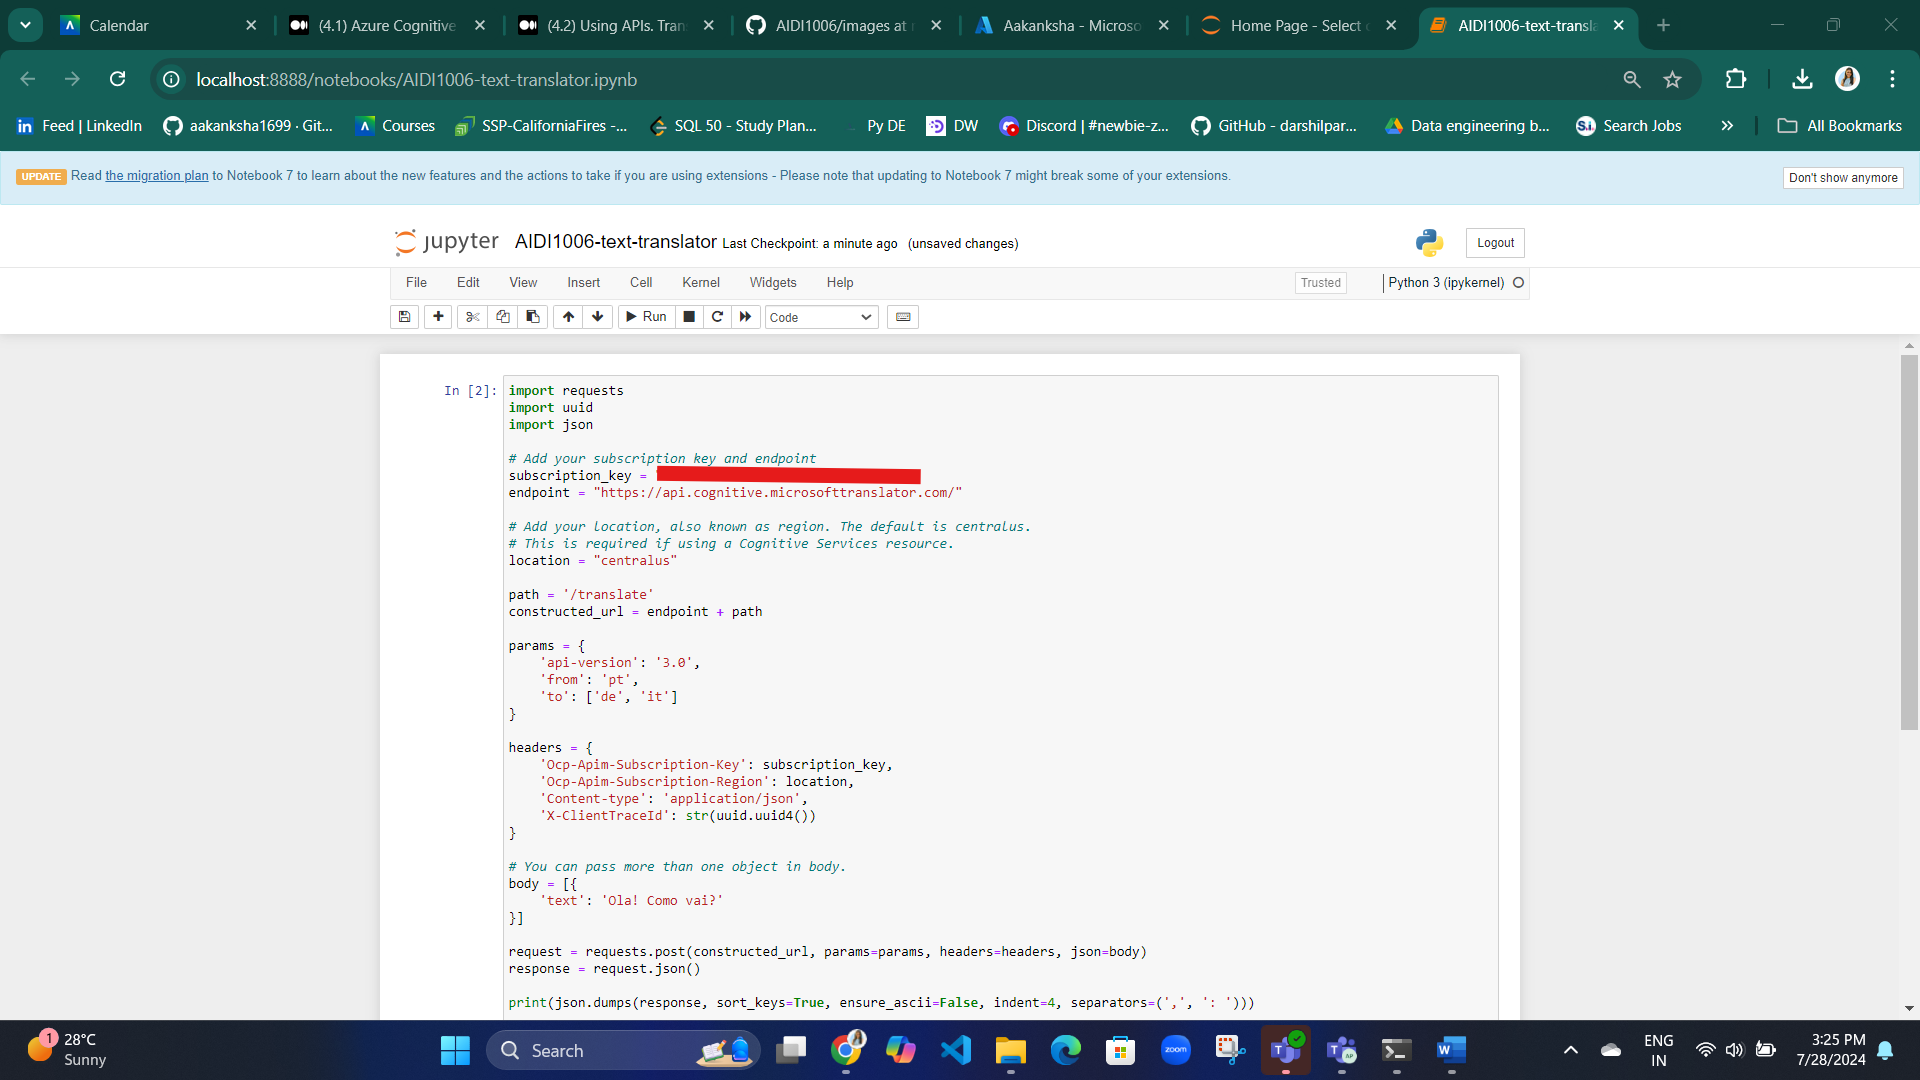 Calendar
(4.1) Azure Cognitive
(4.2) Using APIs. Tran
AIDI1006/images at
Aakanksha - Microso
Home Page - Select
AIDI1006-text-transla
localhost:8888/notebooks/AIDI1006-text-translator.ipynb
Feed | LinkedIn
aakanksha1699 · Git...
Courses
SSP-CaliforniaFires -...
SQL 50 - Study Plan...
Py DE
DW
Discord | #newbie-z...
GitHub - darshilpar...
Data engineering b...
Search Jobs
All Bookmarks
UPDATE Read the migration plan to Notebook 7 to learn about the new features and the actions to take if you are using extensions - Please note that updating to Notebook 7 might break some of your extensions.
Don't show anymore
jupyter AIDI1006-text-translator Last Checkpoint: a minute ago (unsaved changes)
Logout
File Edit View Insert Cell Kernel Widgets Help
Trusted
Python 3 (ipykernel)
Run
Code
In [2]:
import requests
import uuid
import json
# Add your subscription key and endpoint
subscription_key =
endpoint = "https://api.cognitive.microsofttranslator.com/"
# Add your location, also known as region. The default is centralus.
# This is required if using a Cognitive Services resource.
location = "centralus"
path = '/translate'
constructed_url = endpoint + path
params = {
    'api-version': '3.0',
    'from': 'pt',
    'to': ['de', 'it']
}
headers = {
    'Ocp-Apim-Subscription-Key': subscription_key,
    'Ocp-Apim-Subscription-Region': location,
    'Content-type': 'application/json',
    'X-ClientTraceId': str(uuid.uuid4())
}
# You can pass more than one object in body.
body = [{
    'text': 'Ola! Como vai?'
}]
request = requests.post(constructed_url, params=params, headers=headers, json=body)
response = request.json()
print(json.dumps(response, sort_keys=True, ensure_ascii=False, indent=4, separators=(',', ': ')))
1
28°C
Sunny
Search
zoom
ENG
IN
3:25 PM
7/28/2024